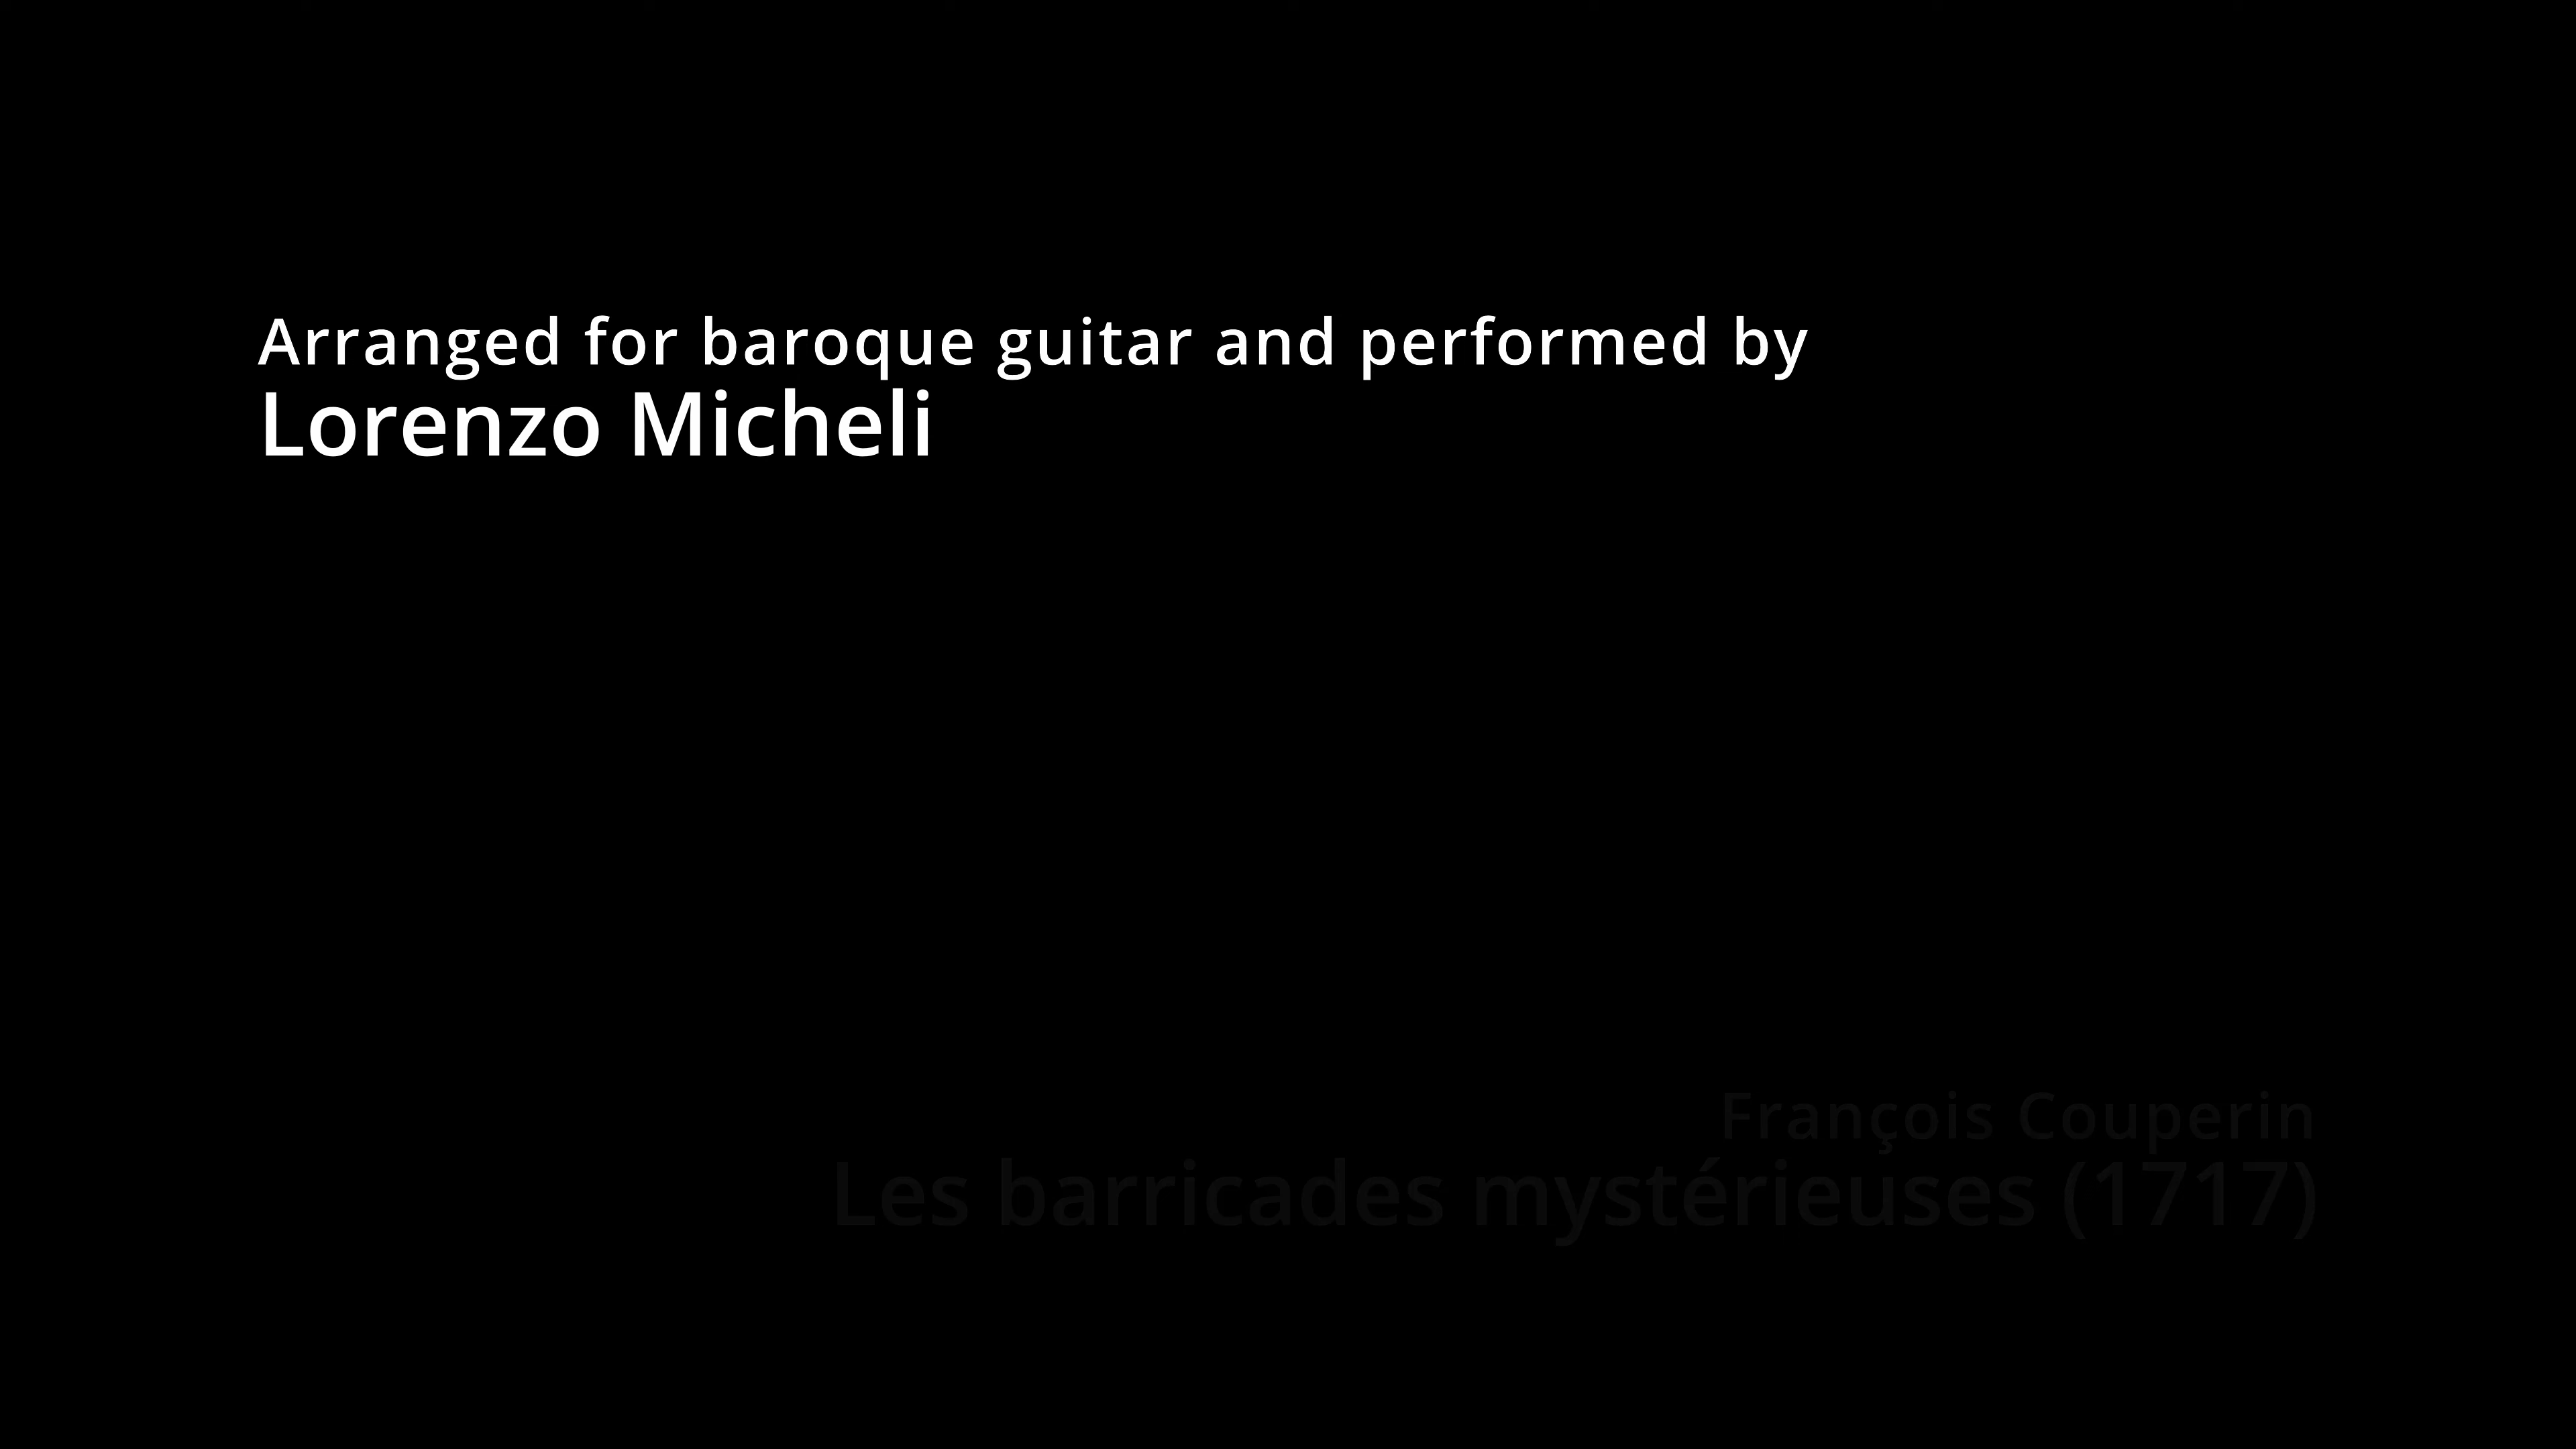 Arranged for baroque guitar and performed by
Lorenzo Micheli
François Couperin
Les barricades mystérieuses (1717)